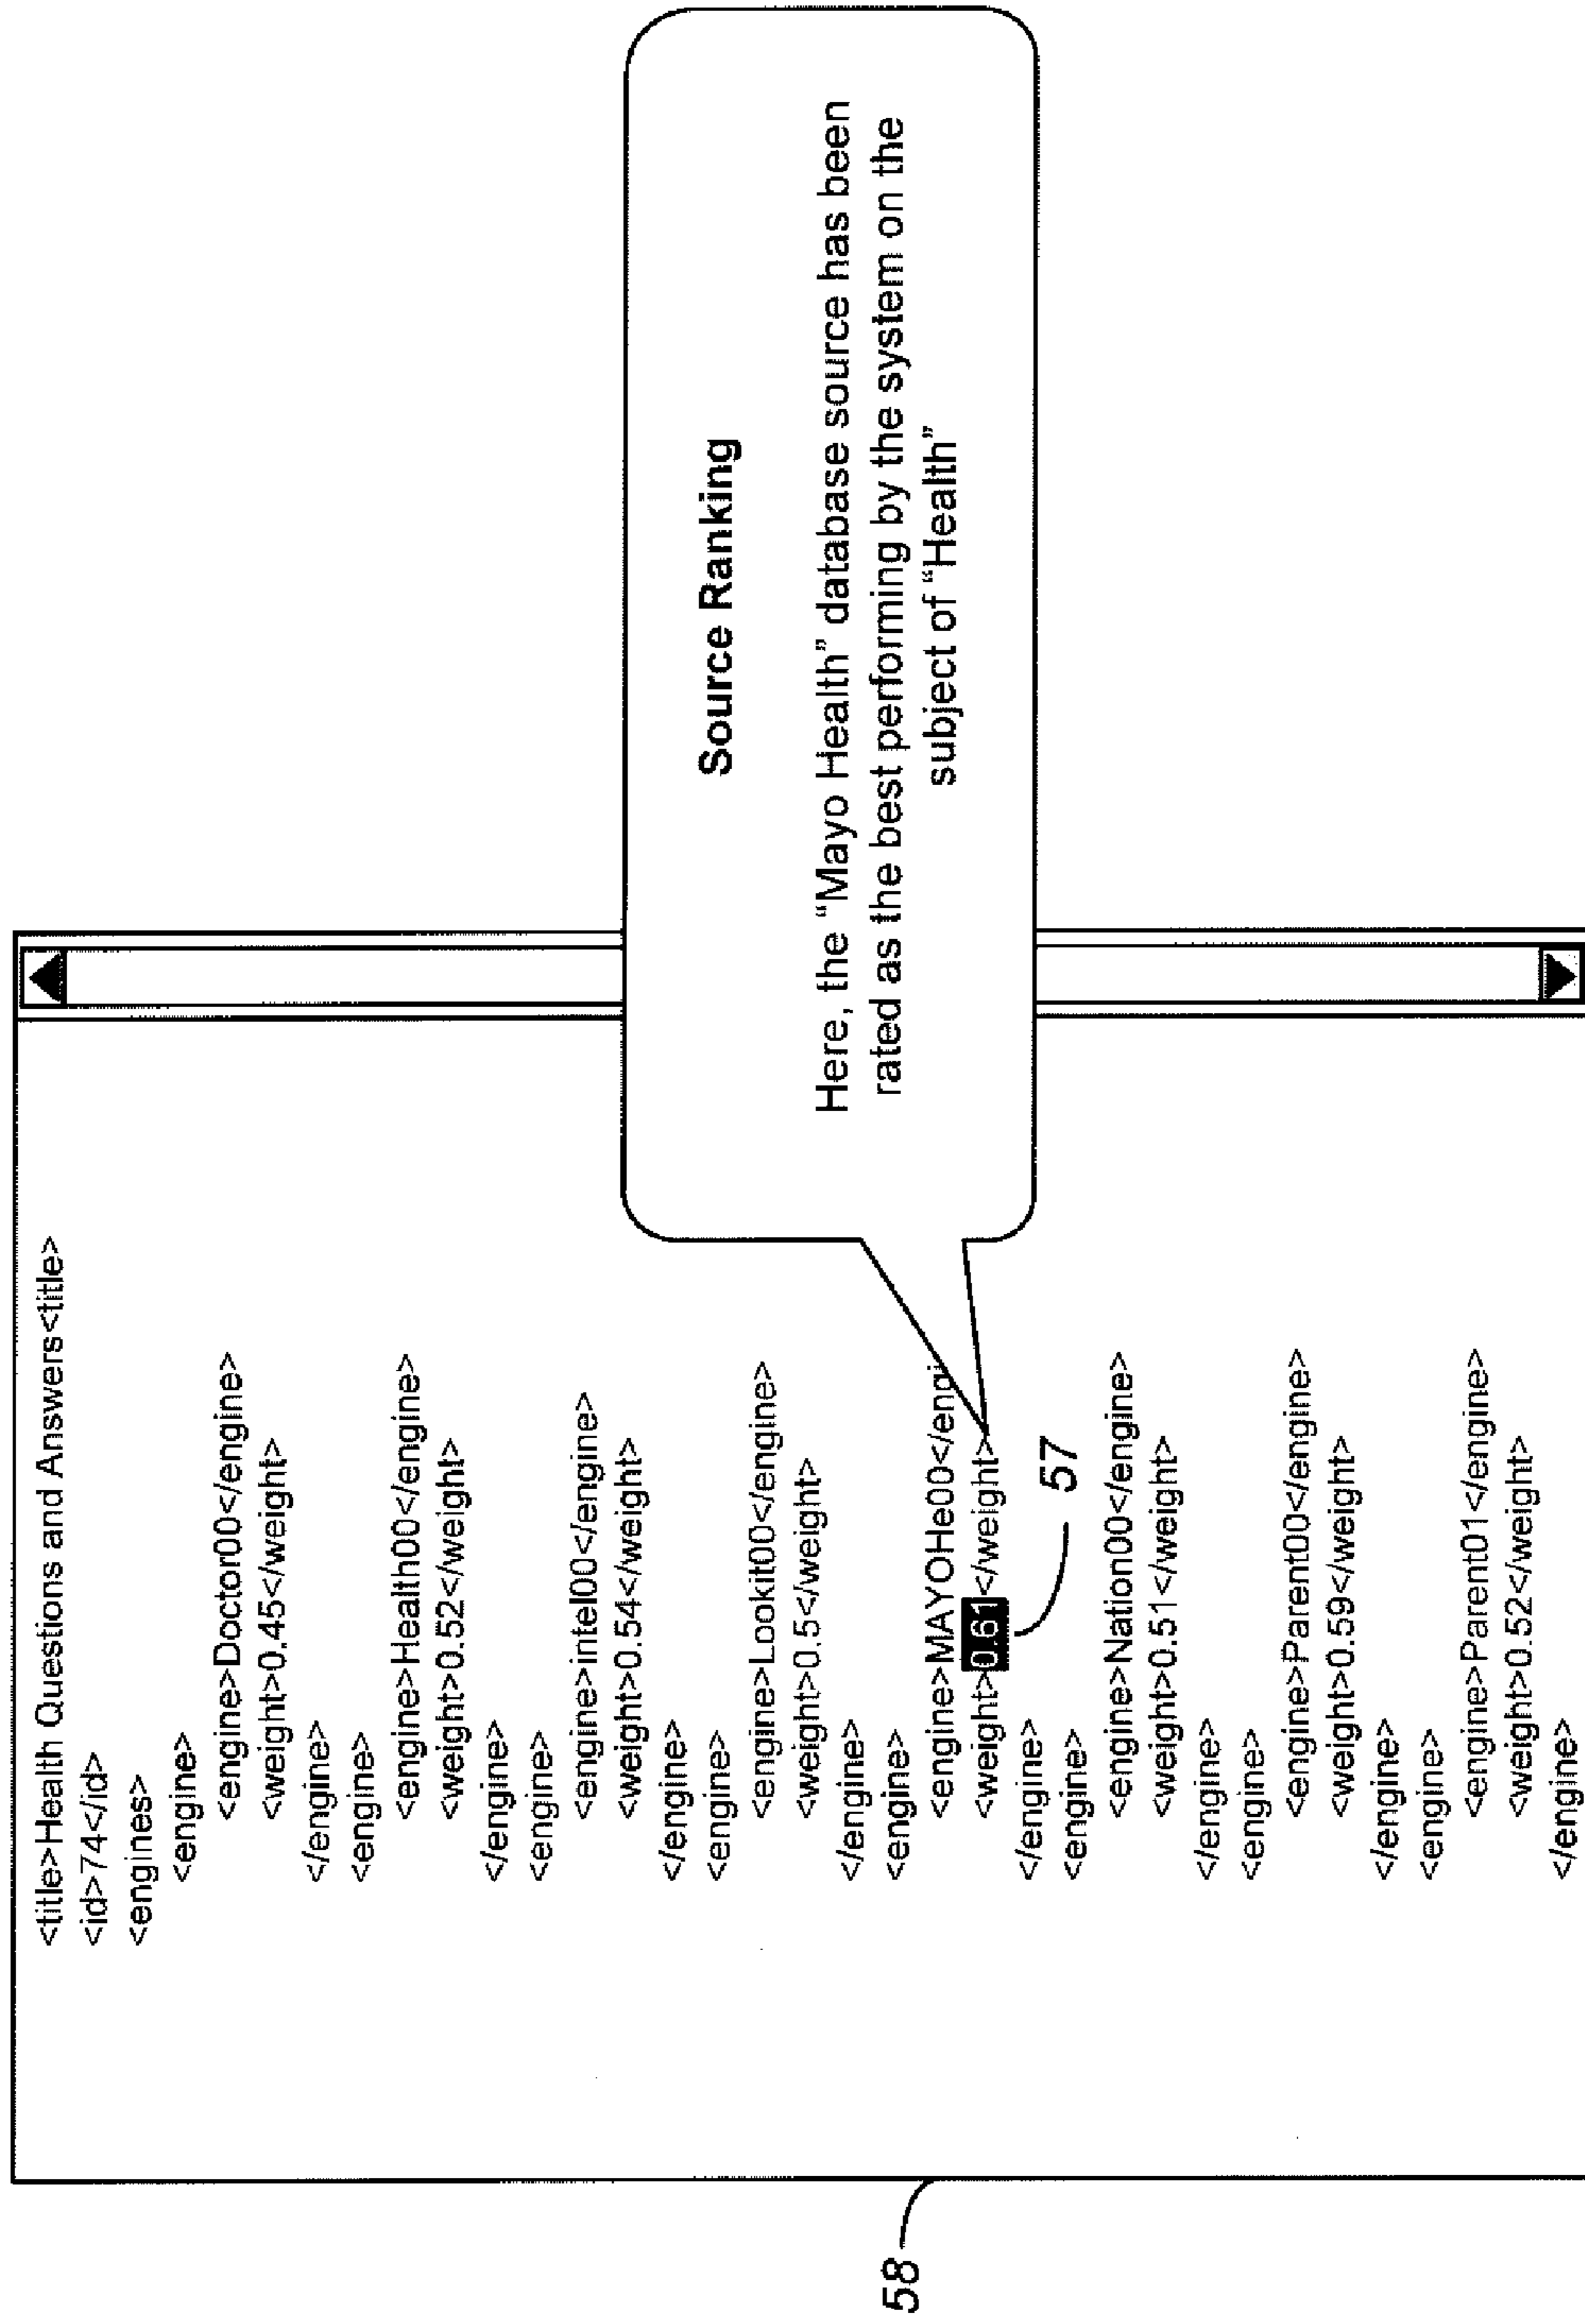 <title>Health Questions and Answers<title>
<id>74</id>
<engines>
<engine>
<engine>Doctor00</engine>
<weight>0.45</weight>
</engine>
<engine>
<engine>Health00</engine>
<weight>0.52</weight>
</engine>
<engine>
<engine>intel00</engine>
<weight>0.54</weight>
</engine>
<engine>
<engine>Lookit00</engine>
<weight>0.5</weight>
</engine>
<engine>
<engine>MAYOHe00</engi
<weight>0.61</weight>
</engine>
<engine>
<engine>Nation00</engine>
<weight>0.51</weight>
</engine>
<engine>
<engine>Parent00</engine>
<weight>0.59</weight>
</engine>
<engine>
<engine>Parent01</engine>
<weight>0.52</weight>
</engine>
Source Ranking
Here, the “Mayo Health” database source has been
rated as the best performing by the system on the
subject of “Health”
57
58